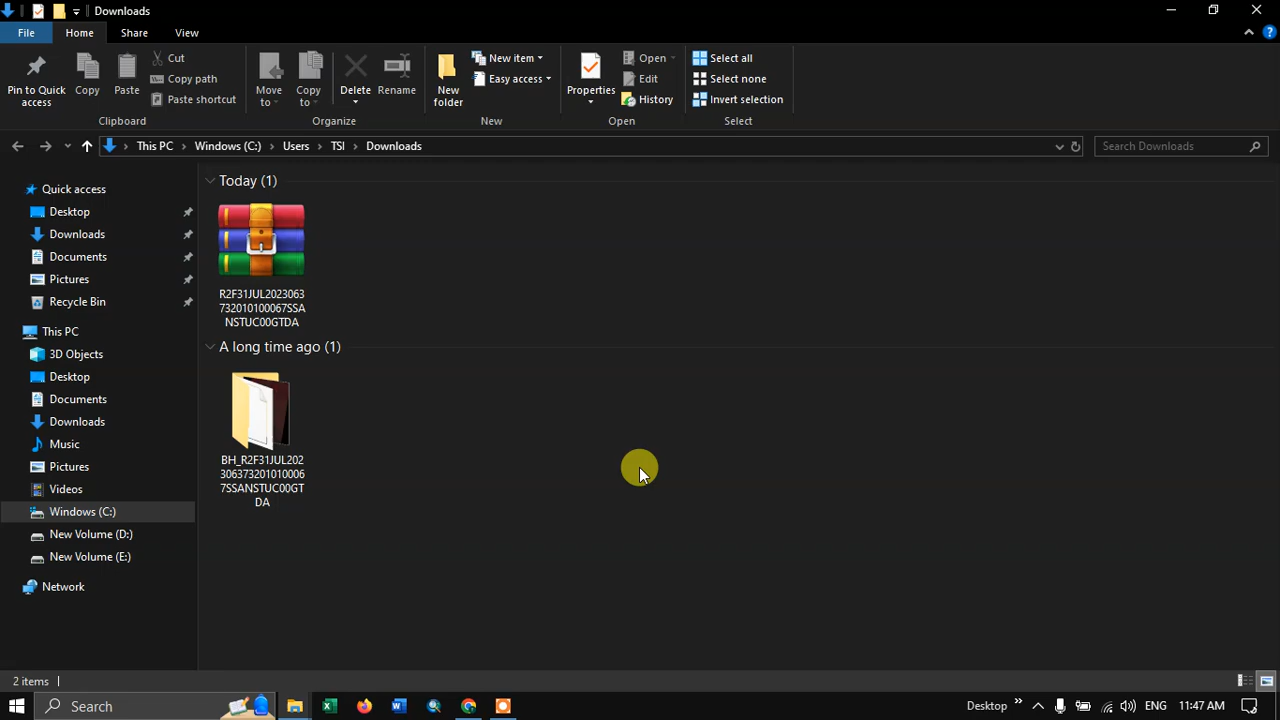 Downloads
File Home Share View
Pin to Quick access
Copy
Paste
Cut
Copy path
Paste shortcut
Clipboard
Move to
Copy to
Delete
Rename
Organize
New folder
New item
Easy access
New
Properties
Open
Edit
History
Open
Select all
Select none
Invert selection
Select
This PC > Windows (C:) > Users > TSI > Downloads
Search Downloads
Quick access
Desktop
Downloads
Documents
Pictures
Recycle Bin
This PC
3D Objects
Desktop
Documents
Downloads
Music
Pictures
Videos
Windows (C:)
New Volume (D:)
New Volume (E:)
Network
Today (1)
R2F31JUL2023063
732010100067SSA
NSTUC00GTDA
A long time ago (1)
BH_R2F31JUL202
306373201010006
7SSANSTUC00GT
DA
2 items
Search
Desktop
ENG
11:47 AM